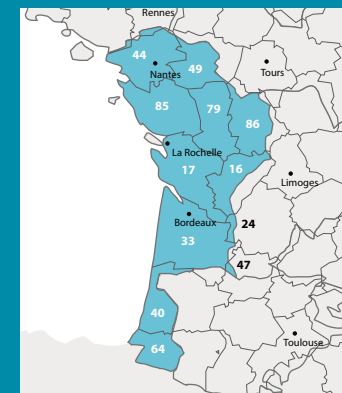 Rennes
44
Nantes
49
Tours
85
79
86
La Rochelle
17
16
Limoges
Bordeaux
24
33
47
40
Toulouse
64